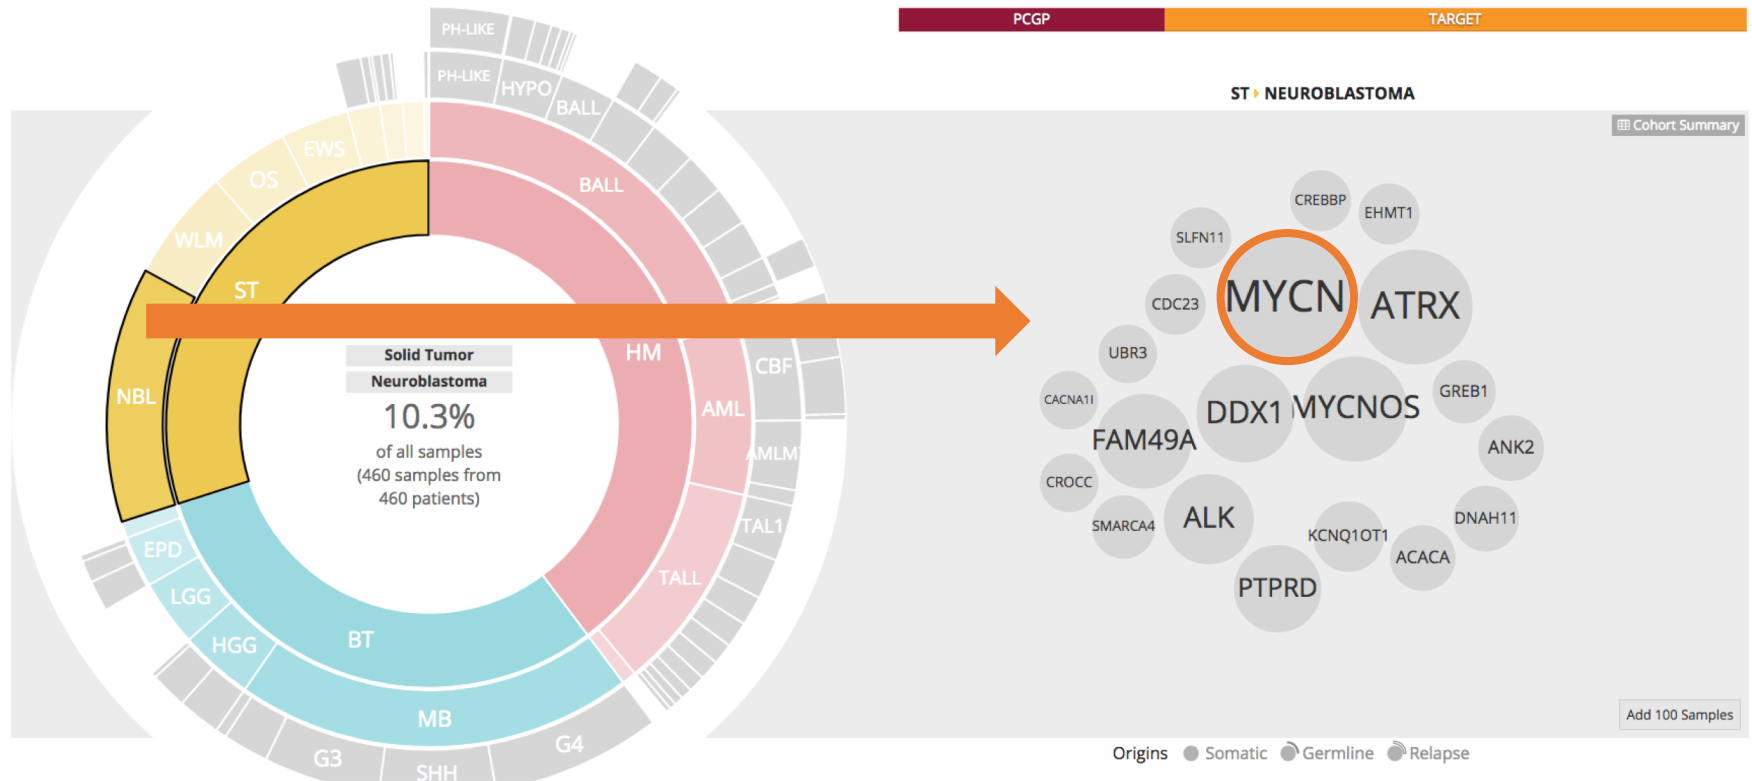 PCGP
TARGET
ST NEUROBLASTOMA
Cohort Summary
PH-LIKE
PH-LIKE
HYPO
BALL
BALL
EWS
OS
WLM
ST
NBL
HM
CBF
AML
TAL1
TALL
EPD
LGG
HGG
BT
MB
G3
SHH
G4
Solid Tumor
Neuroblastoma
10.3%
of all samples
(460 samples from
460 patients)
CREBBP
EHMT1
SLFN11
MYCN
ATRX
CDC23
UBR3
CACNA1I
DDX1
MYCNOS
GREB1
FAM49A
ANK2
CROCC
SMARCA4
ALK
KCNQ1OT1
DNAH11
ACACA
PTPRD
Add 100 Samples
Origins Somatic Germline Relapse